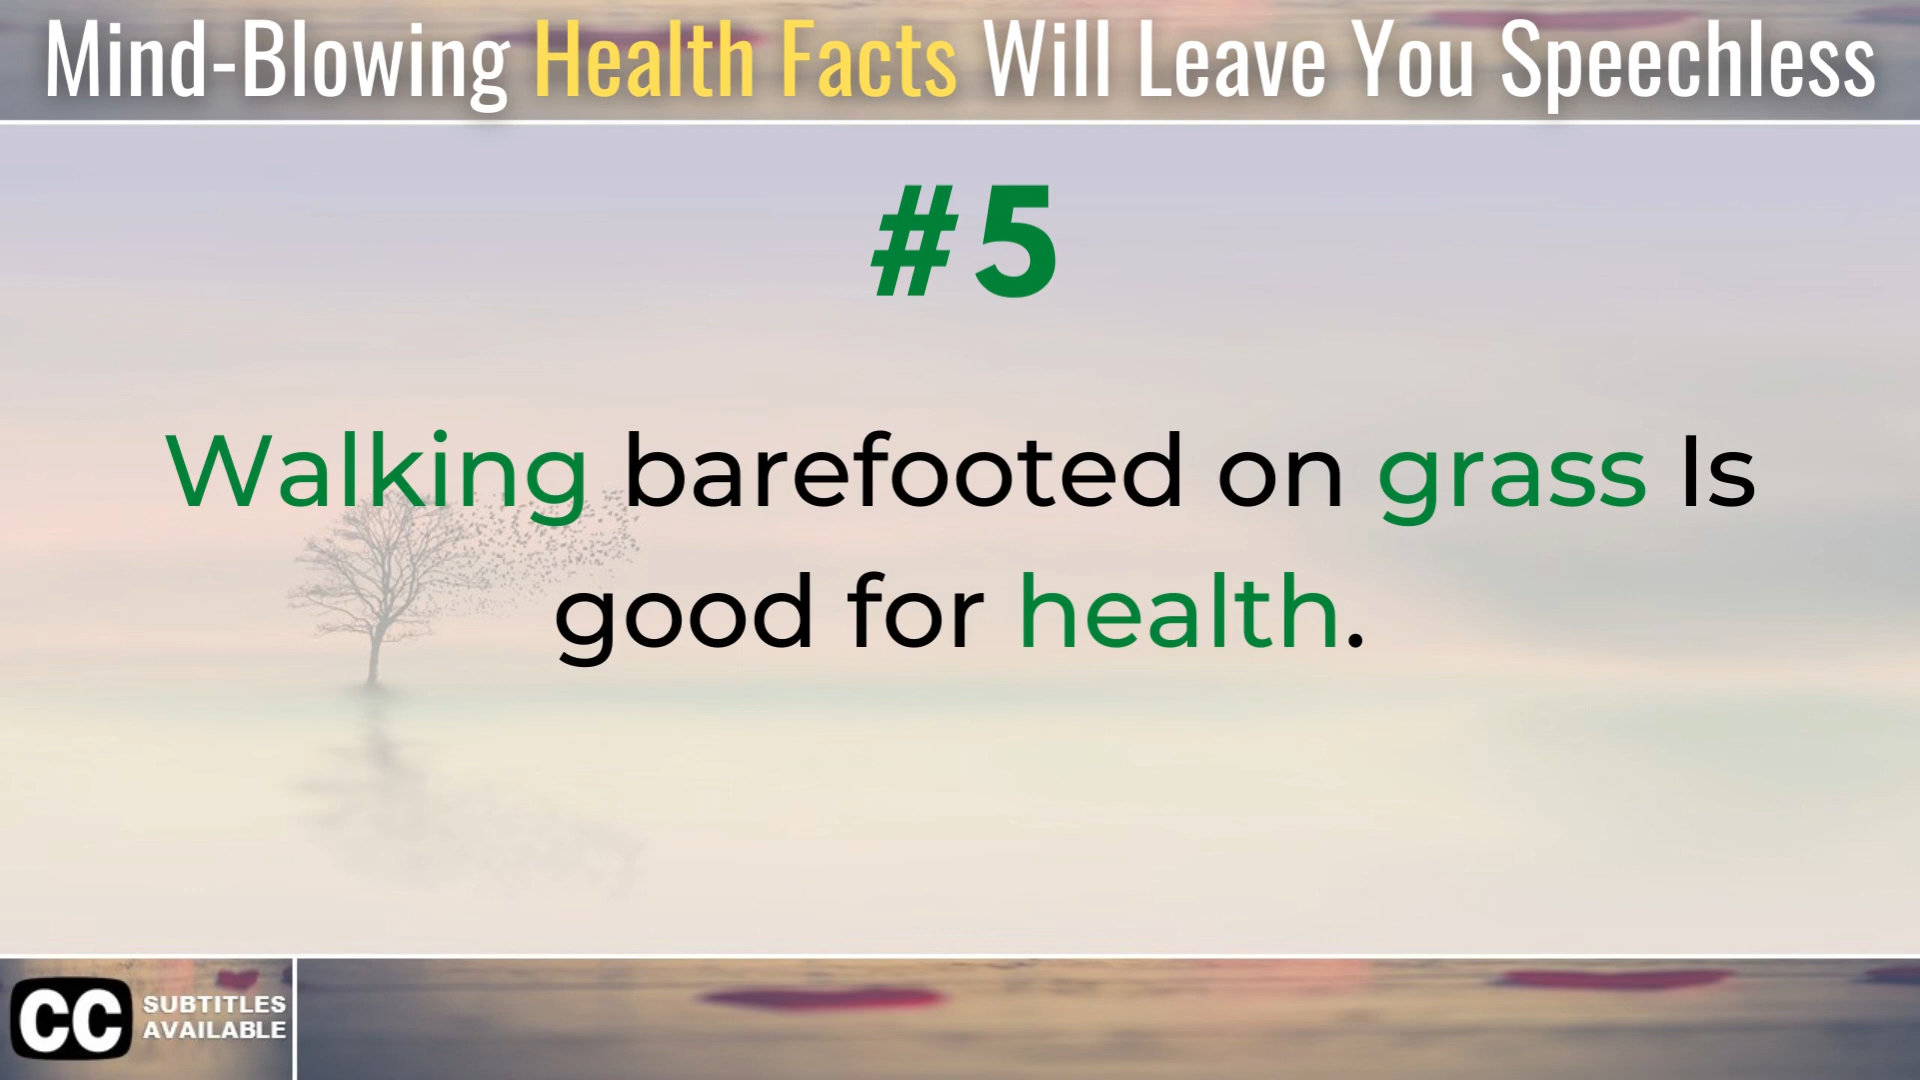 Mind-Blowing Health Facts Will Leave You Speechless
#5
Walking barefooted on grass Is
good for health.
CC SUBTITLES
AVAILABLE